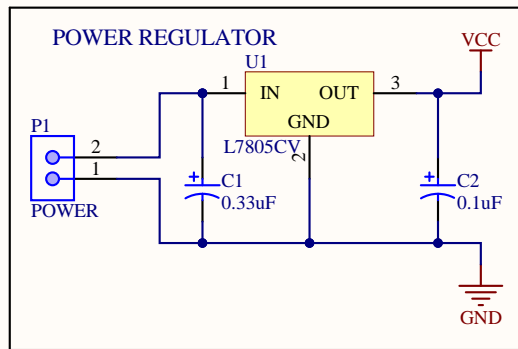 POWER REGULATOR
VCC
U1
1
IN
OUT
3
GND
P1
L7805CV
2
2
1
C1
0.33uF
C2
0.1uF
POWER
GND